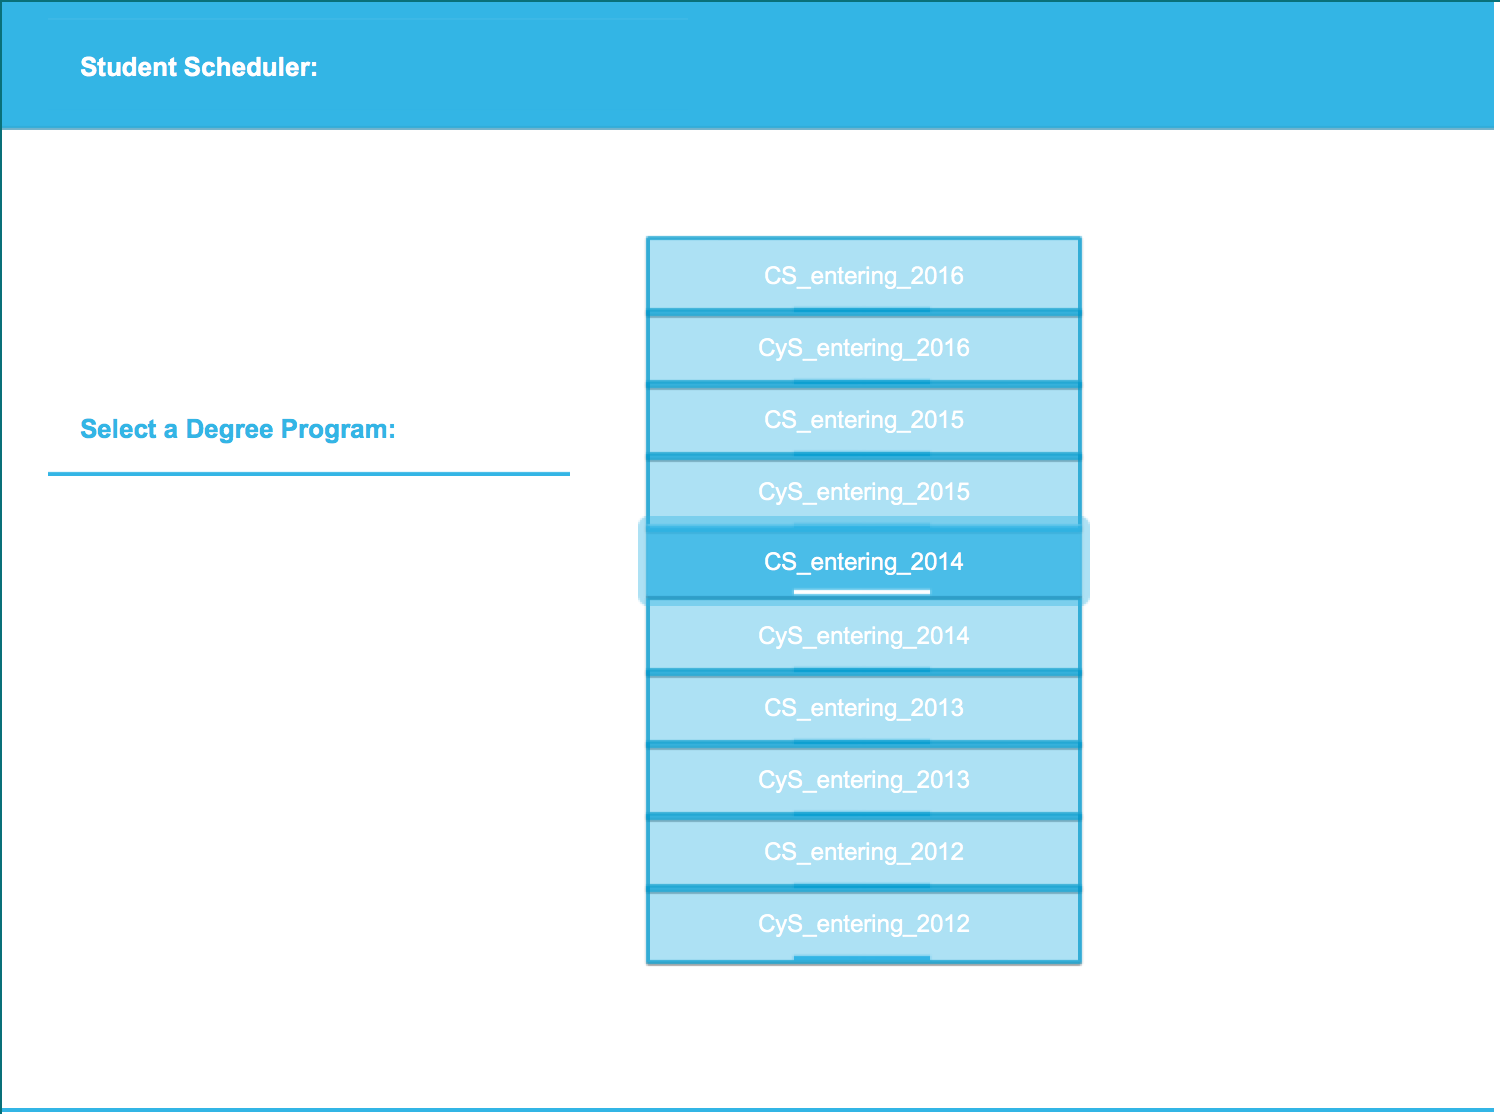 Student Scheduler:
Select a Degree Program:
CS_entering_2016
CyS_entering_2016
CS_entering_2015
CyS_entering_2015
CS_entering_2014
CyS_entering_2014
CS_entering_2013
CyS_entering_2013
CS_entering_2012
CyS_entering_2012